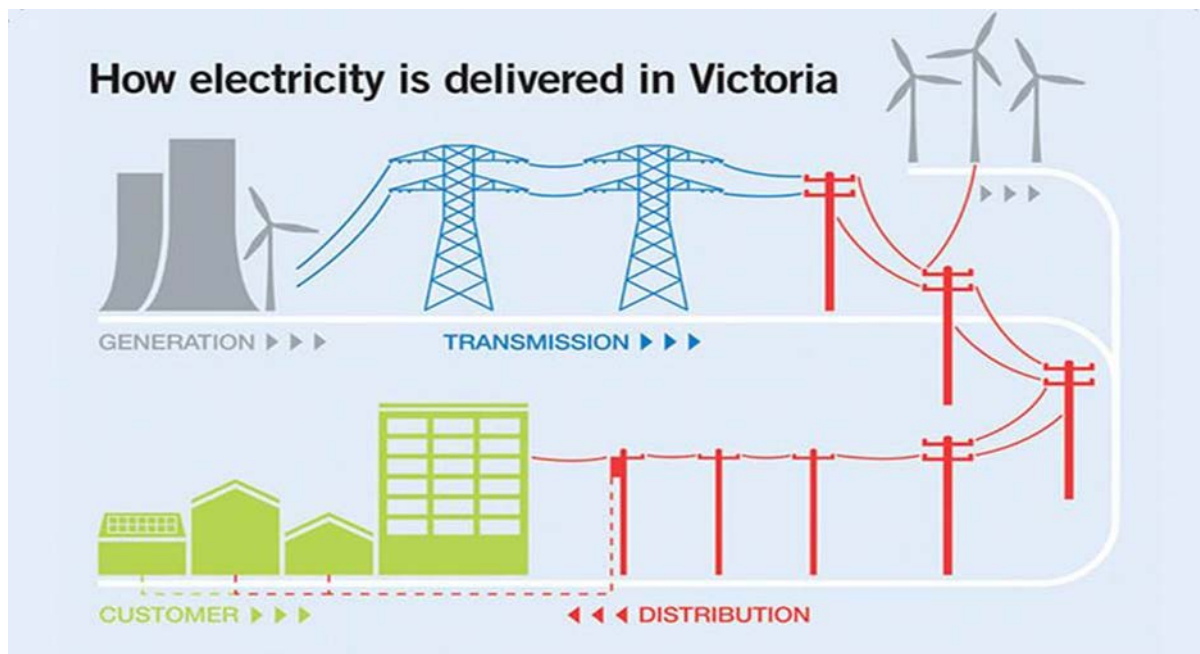 How electricity is delivered in Victoria
GENERATION
TRANSMISSION
CUSTOMER
DISTRIBUTION